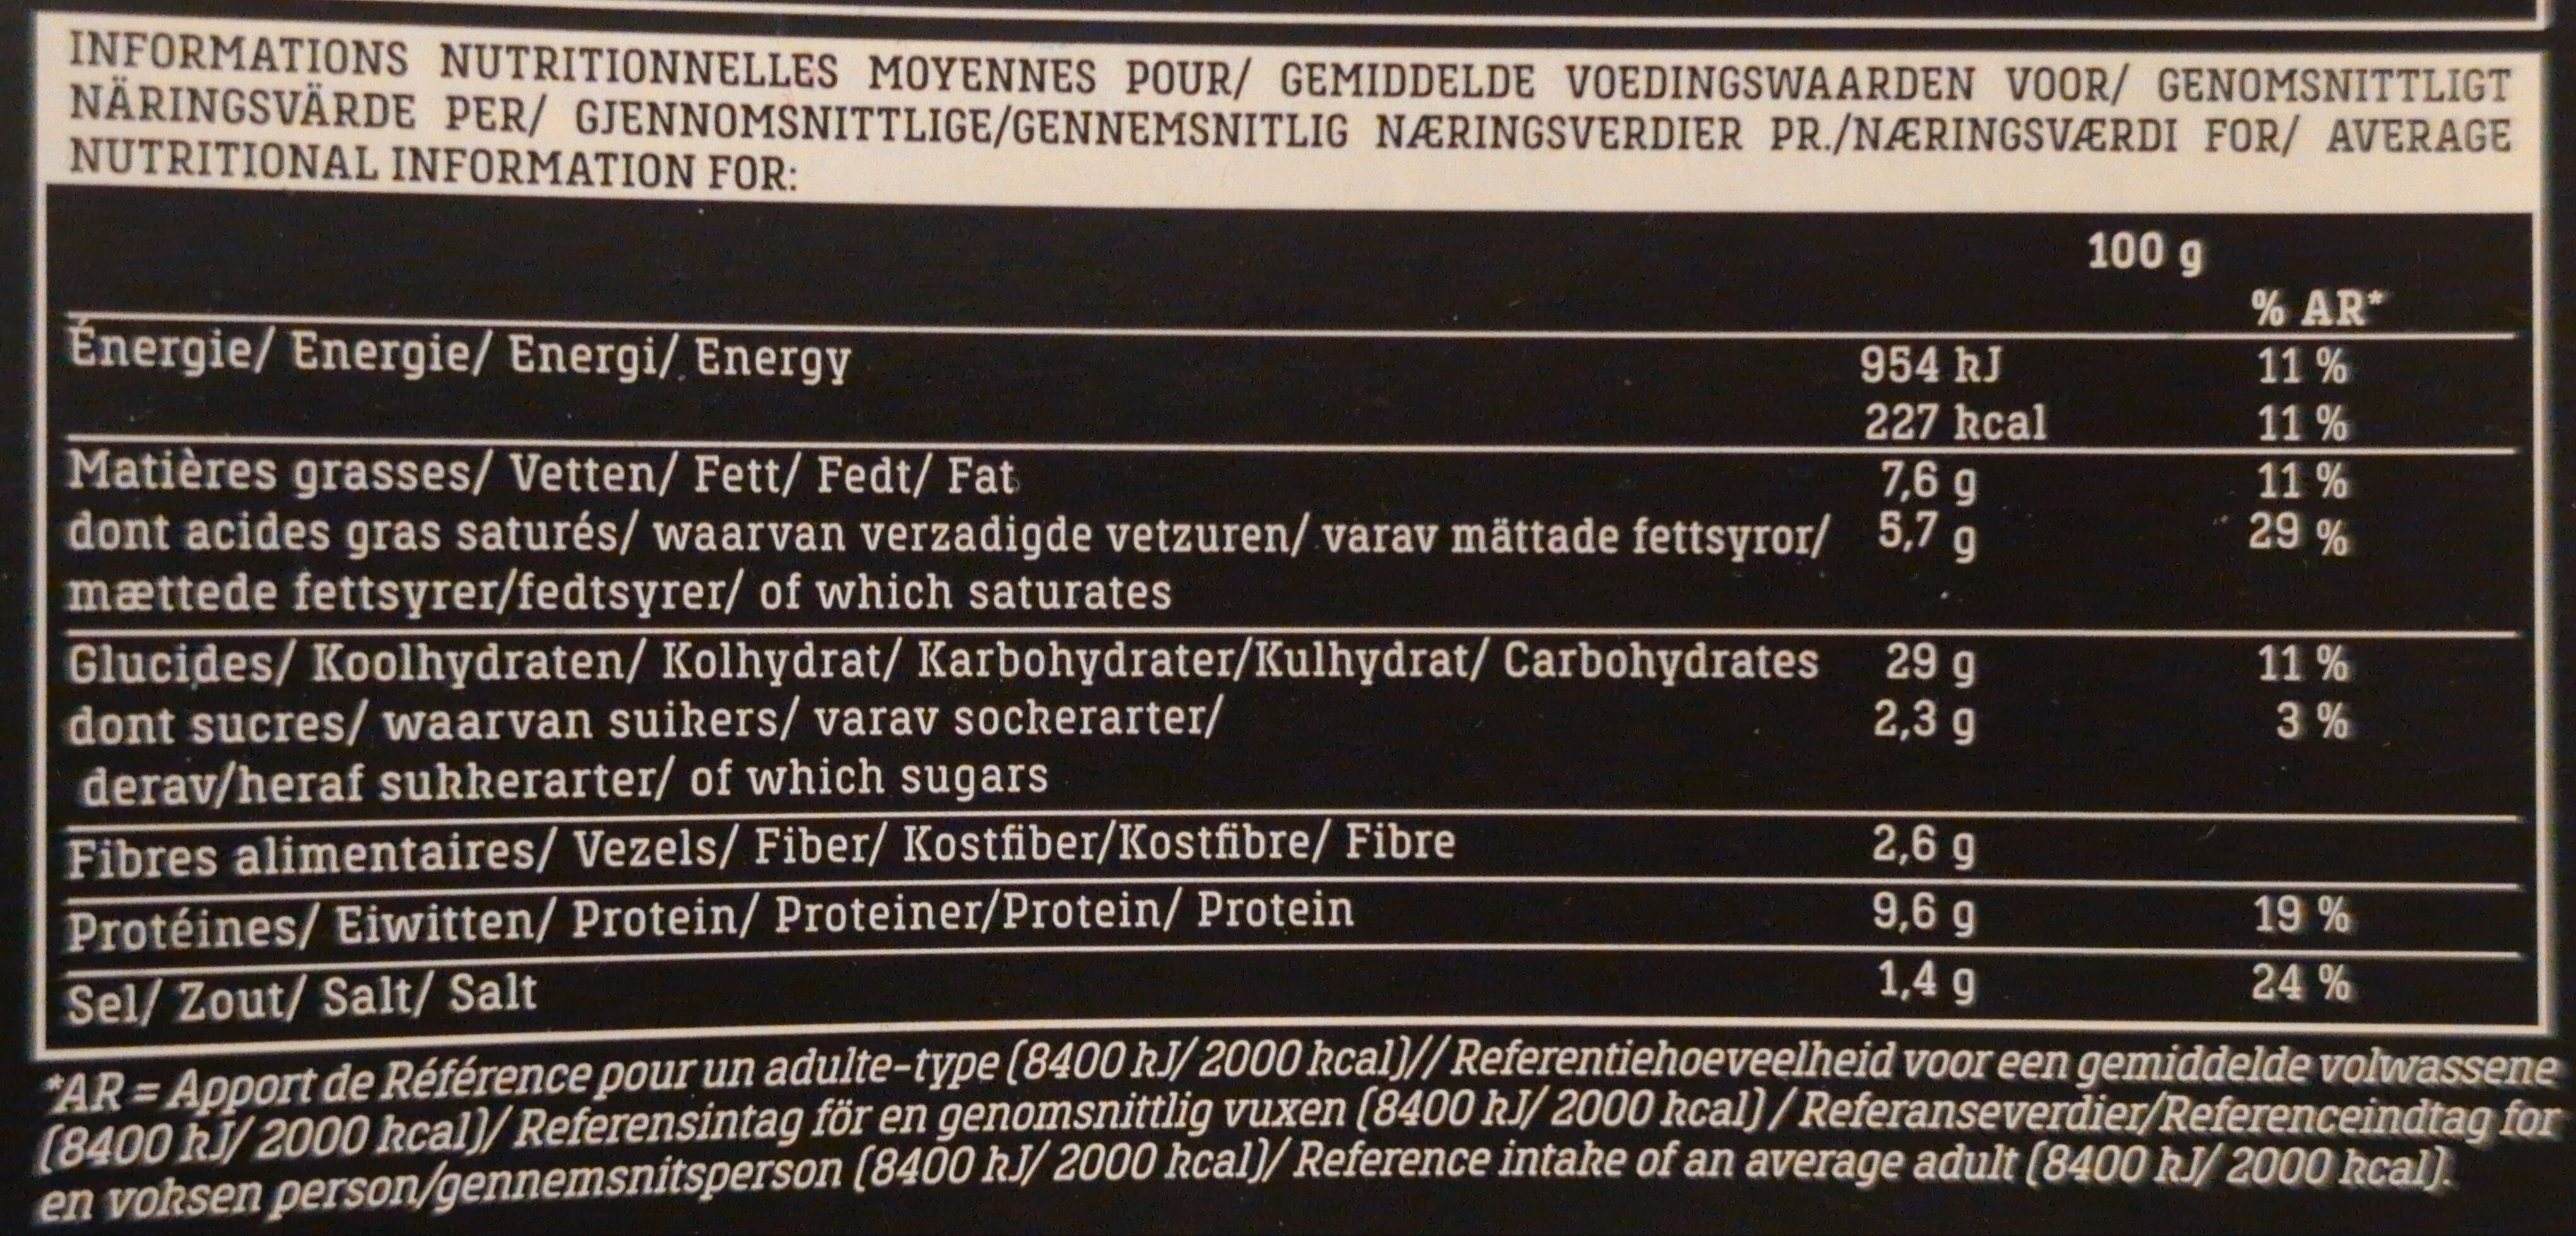 INFORMATIONS NUTRITIONNELLES MOYENNES POUR/ GEMIDDELDE VOEDINGSWAARDEN VOOR/ GENOMSNITTLIGT
NÄRINGSVÄRDE PER/ GJENNOMSNITTLIGE/GENNEMSNITLIG NÆRINGSVERDIER PR./NÆRINGSVÆRDI FOR/ AVERAGE
NUTRITIONAL INFORMATION FOR:
100 g
% AR*
Énergie/ Energie/ Energi/ Energy 954 kJ 11 %
227 kcal 11 %
Matières grasses/ Vetten/ Fett/ Fedt/ Fat 7,6 g 11 %
dont acides gras saturés/ waarvan verzadigde vetzuren/ varav mättade fettsyror/ 5,7 g 29 %
mættede fettsyrer/fedtsyrer/ of which saturates
Glucides/ Koolhydraten/ Kolhydrat/ Karbohydrater/Kulhydrat/ Carbohydrates 29 g 11 %
dont sucres/ waarvan suikers/ varav sockerarter/ 2,3 g 3 %
derav/heraf sukkerarter/ of which sugars
Fibres alimentaires/ Vezels/ Fiber/ Kostfiber/Kostfibre/ Fibre 2,6 g
Protéines/ Eiwitten/ Protein/ Proteiner/Protein/ Protein 9,6 g 19 %
Sel/ Zout/ Salt/ Salt 1,4 g 24 %
*AR = Apport de Référence pour un adulte-type (8400 kJ/ 2000 kcal)// Referentiehoeveelheid voor een gemiddelde volwassene
(8400 kJ/ 2000 kcal)/ Referensintag för en genomsnittlig vuxen (8400 kJ/ 2000 kcal) / Referanseverdier/Referenceindtag for
en voksen person/gennemsnitsperson (8400 kJ/ 2000 kcal)/ Reference intake of an average adult (8400 kJ/ 2000 kcal).